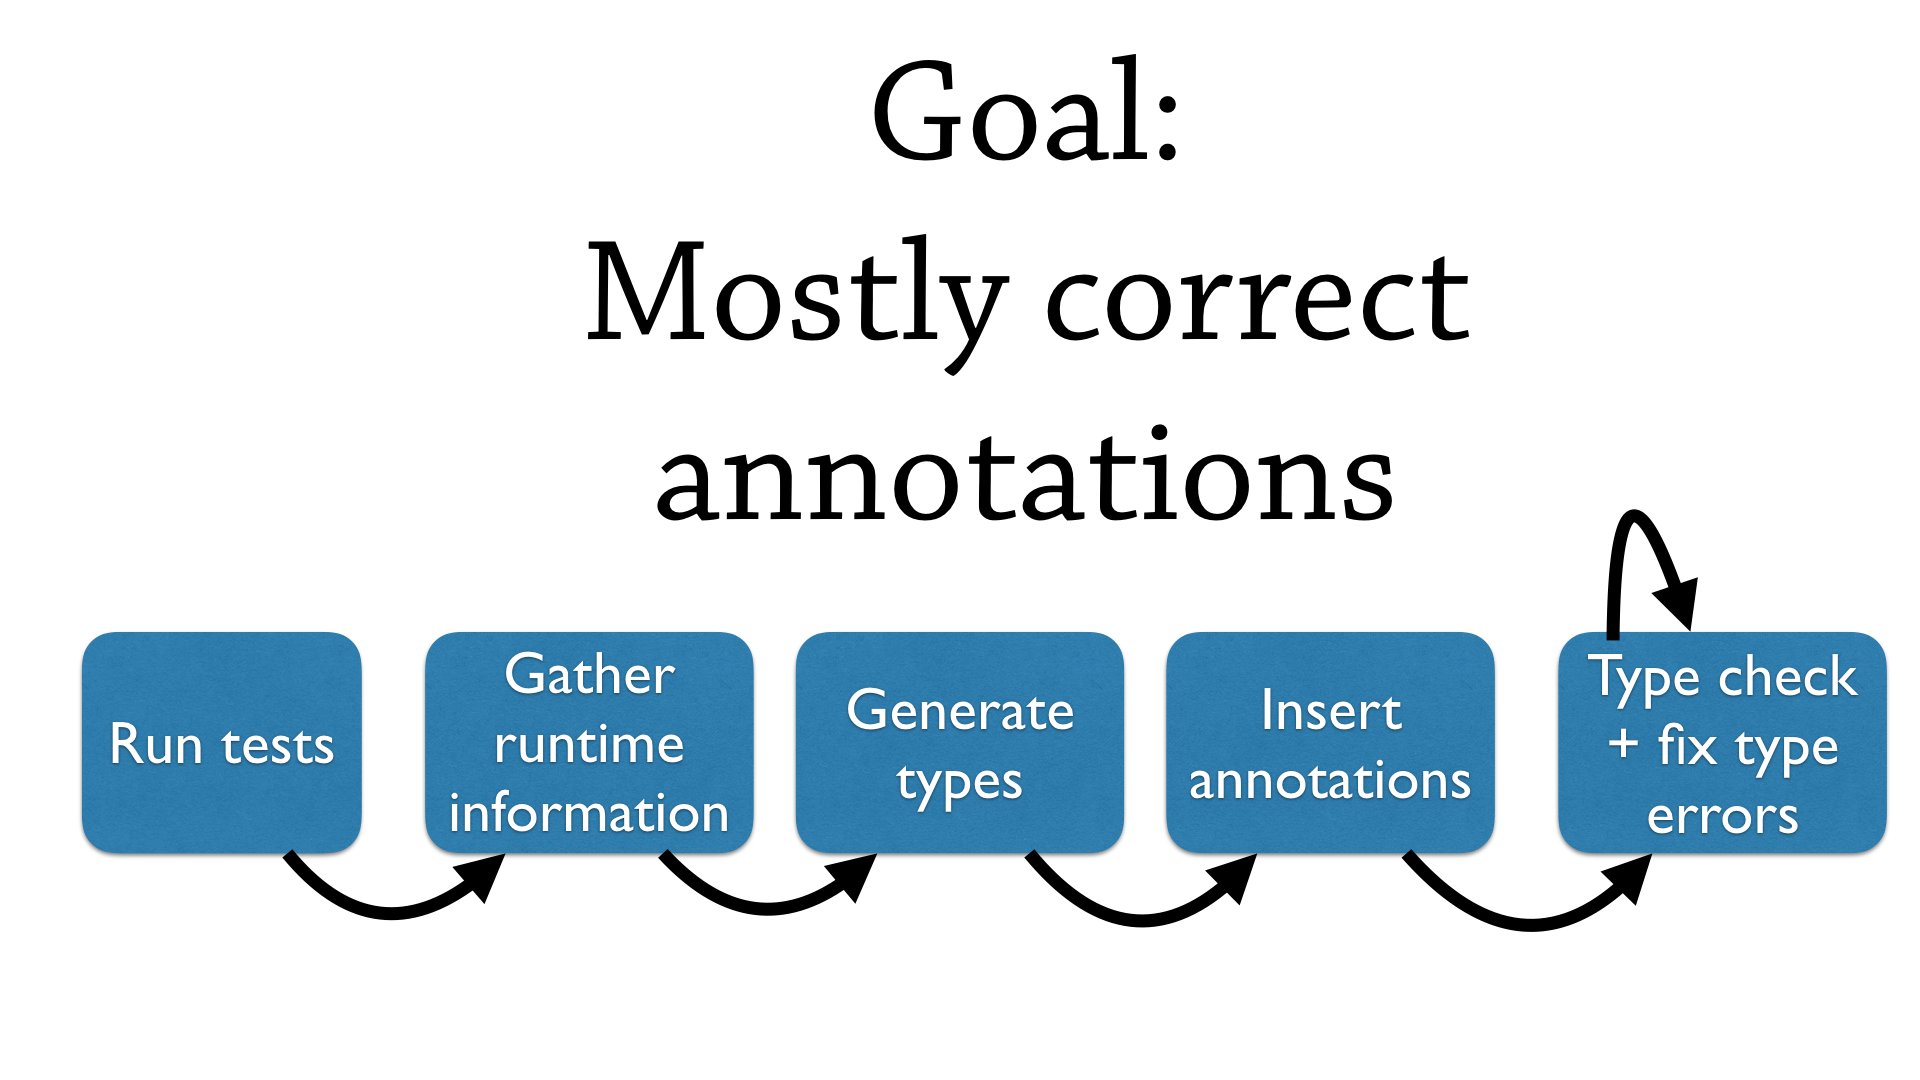 Goal:
Mostly correct
annotations
Run tests
Gather
runtime
information
Generate
types
Insert
annotations
Type check
+ fix type
errors